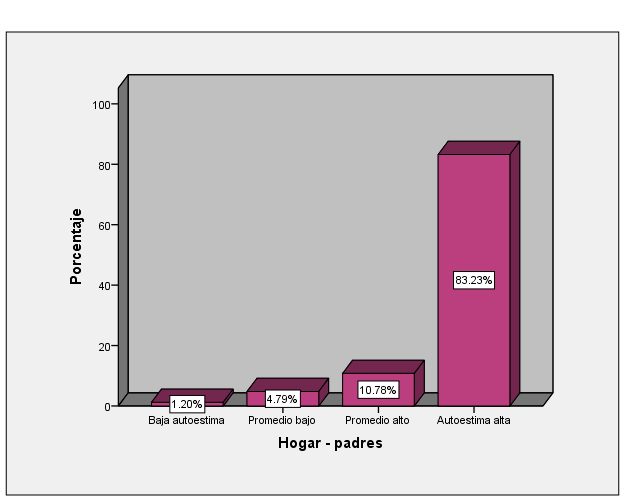 Porcentaje
100
80
60
40
20
0
1.20%
4.79%
10.78%
83.23%
Baja autoestima
Promedio bajo
Promedio alto
Autoestima alta
Hogar - padres